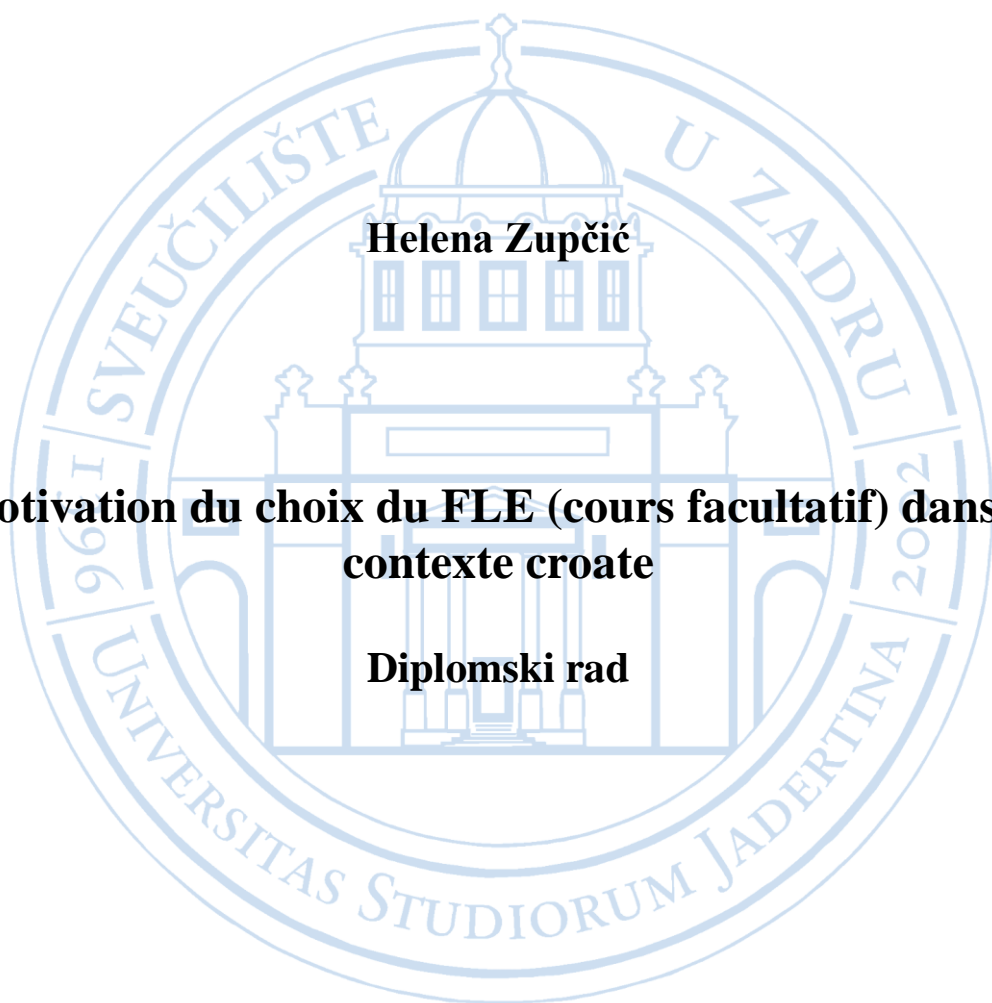 SVEUČILIŠTE U ZADRU
Helena Zupčić
otivation du choix du FLE (cours facultatif) dans
contexte croate
Diplomski rad
1396 2002
UNIVERSITAS STUDIORUM JADERTINA